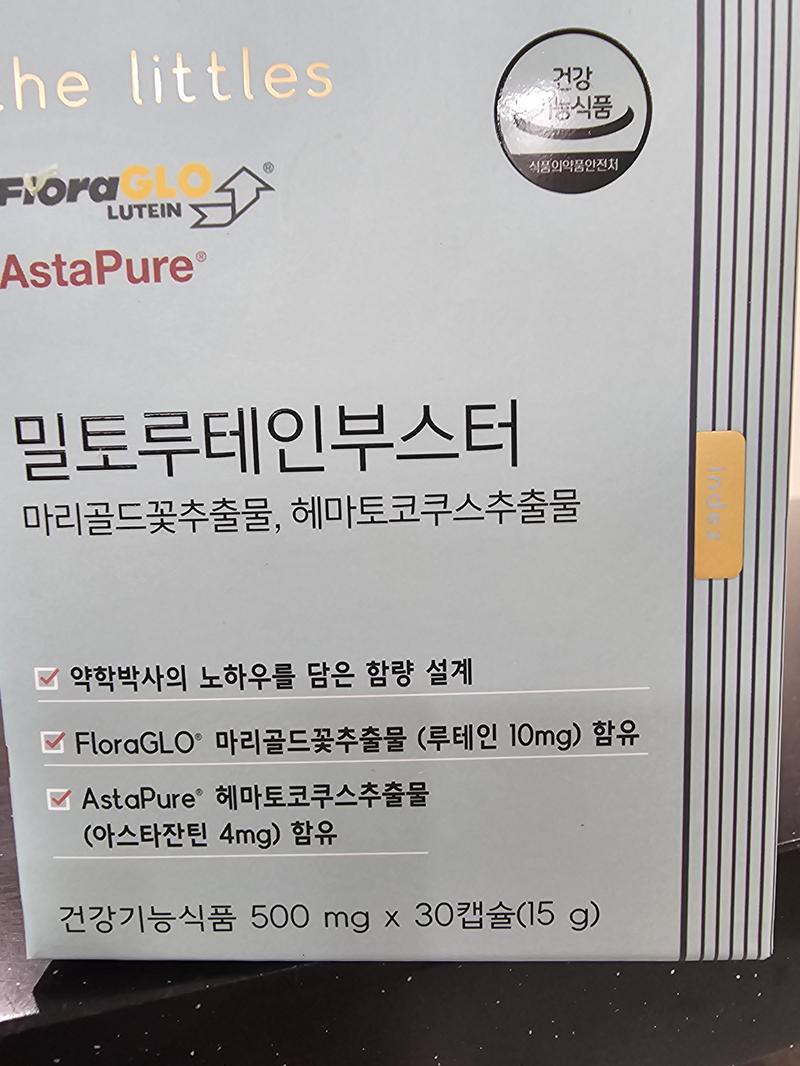 the littles
건강
기능식품
식품의약품안전처
FloraGLO®
LUTEIN
AstaPure®
밀토루테인부스터
마리골드꽃추출물, 헤마토코쿠스추출물
Index
약학박사의 노하우를 담은 함량 설계
FloraGLO® 마리골드꽃추출물 (루테인 10mg) 함유
AstaPure® 헤마토코쿠스추출물
(아스타잔틴 4mg) 함유
건강기능식품 500 mg x 30캡슐(15 g)